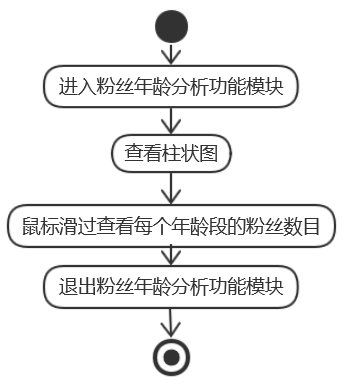 进入粉丝年龄分析功能模块
查看柱状图
鼠标滑过查看每个年龄段的粉丝数目
退出粉丝年龄分析功能模块